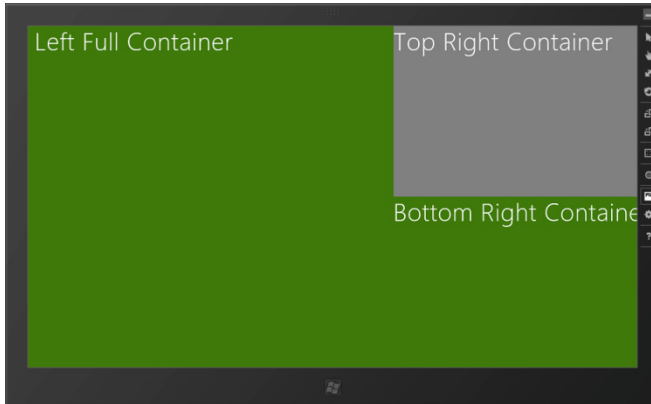 Left Full Container
Top Right Container
Bottom Right Containe